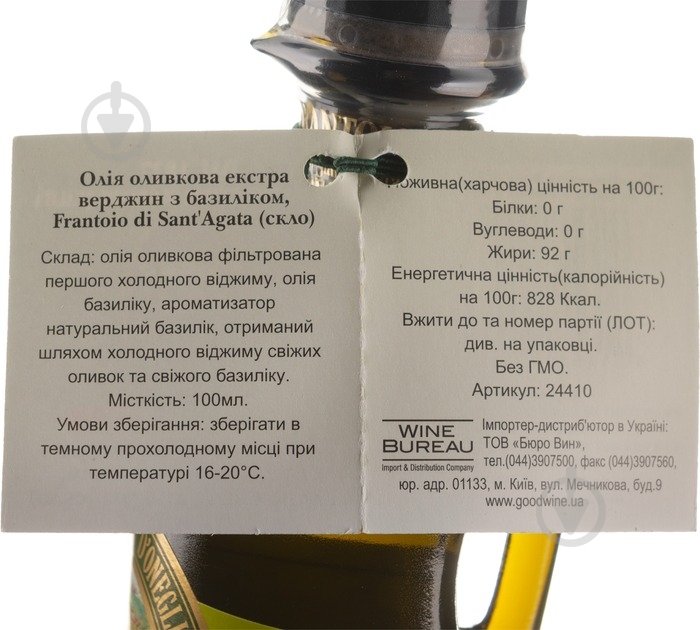 Олія оливкова екстра
верджин з базиліком,
Frantoio di Sant'Agata (скло)
Склад: олія оливкова фільтрована
першого холодного віджиму, олія
базиліку, ароматизатор
натуральний базилік, отриманий
шляхом холодного віджиму свіжих
оливок та свіжого базиліку.
Місткість: 100мл.
Умови зберігання: зберігати в
темному прохолодному місці при
температурі 16-20°С.
Поживна(харчова) цінність на 100г:
Білки: 0 г
Вуглеводи: 0 г
Жири: 92 г
Енергетична цінність(калорійність)
на 100г: 828 Ккал.
Вжити до та номер партії (ЛОТ):
див. на упаковці.
Без ГМО.
Артикул: 24410
WINE
BUREAU
Import & Distribution Company
Імпортер-дистриб'ютор в Україні:
ТОВ «Бюро Вин»,
тел.(044)3907500, факс (044)3907560,
юр. адр. 01133, м. Київ, вул. Мечникова, буд.9
www.goodwine.ua